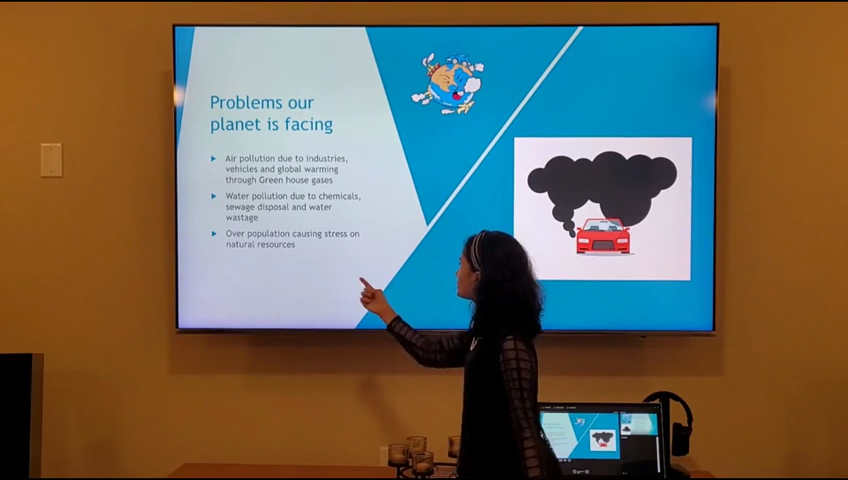 Problems our
planet is facing
Air pollution due to industries,
vehicles and global warming
through Green house gases
Water pollution due to chemicals,
sewage disposal and water
wastage
Over population causing stress on
natural resources